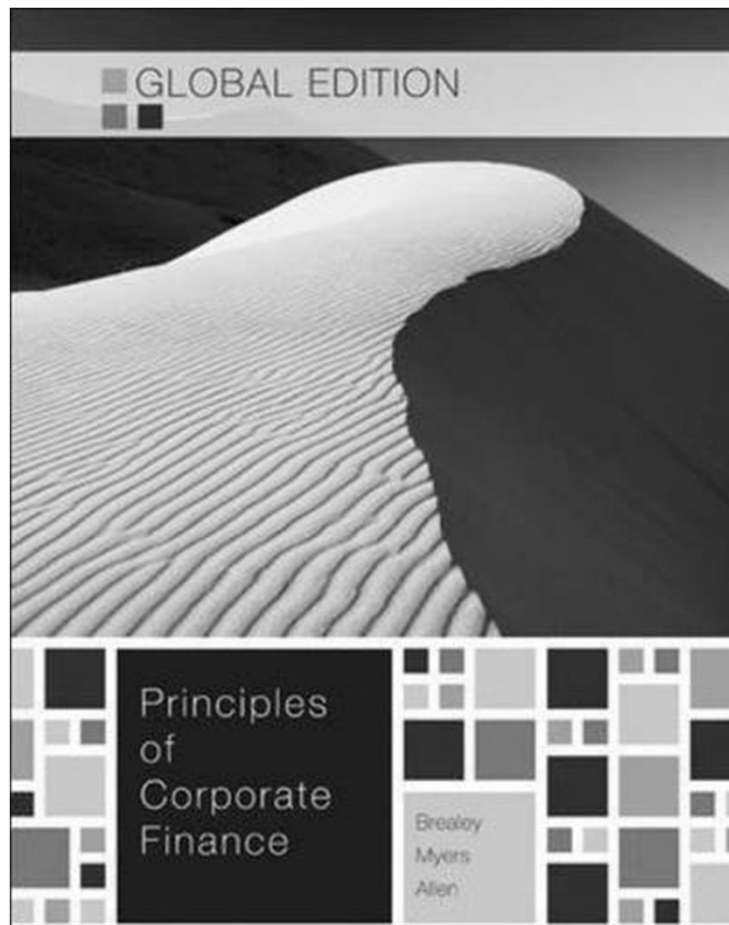 GLOBAL EDITION
Principles
of
Corporate
Finance
Brealey
Myers
Allen